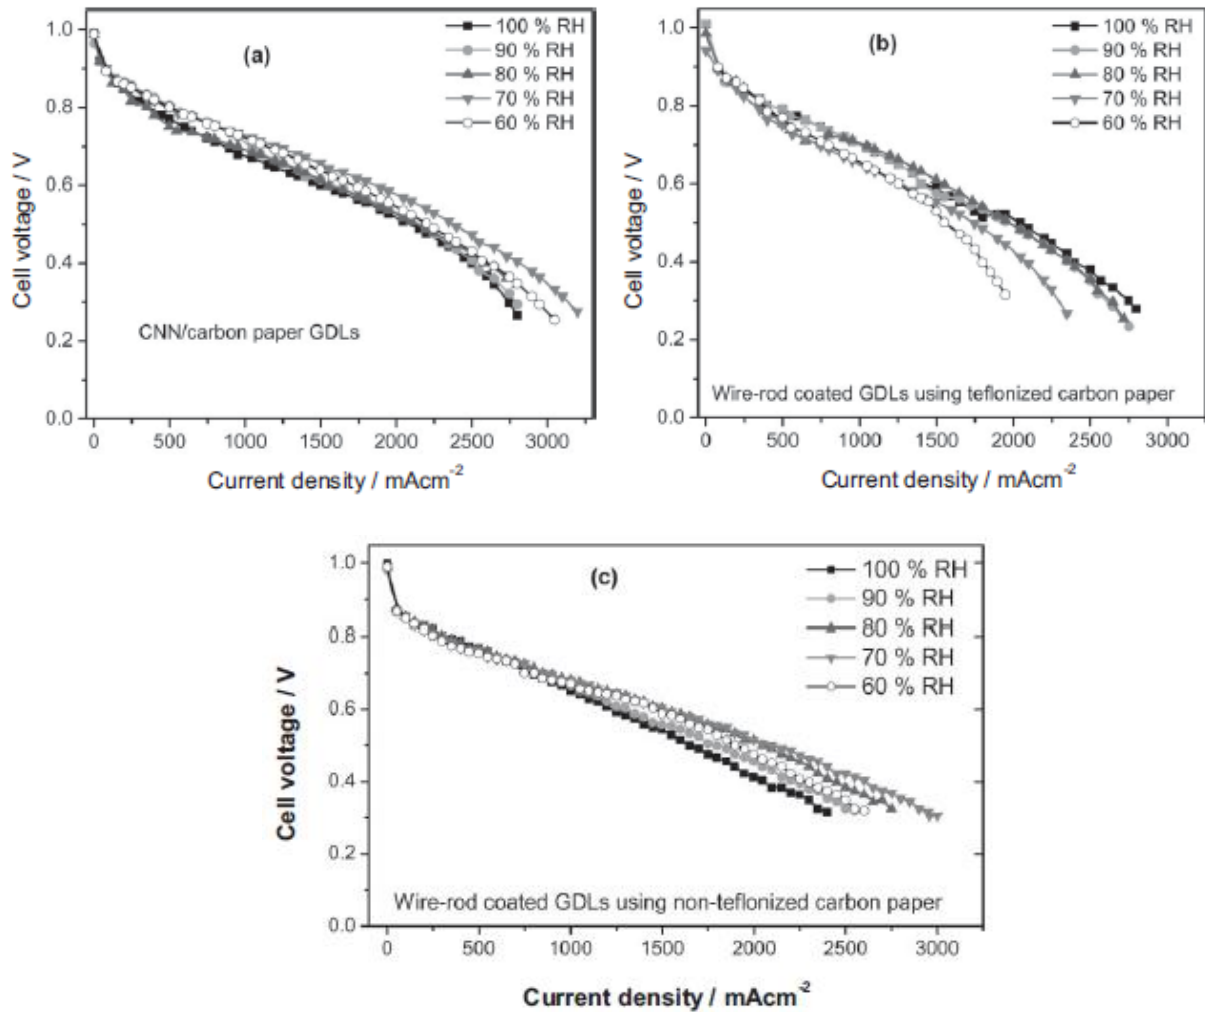 (a)
100 % RH
90 % RH
80 % RH
70 % RH
60 % RH
1.0
0.8
0.6
0.4
0.2
0.0
Cell voltage / V
CNN/carbon paper GDLs
0 500 1000 1500 2000 2500 3000
Current density / mAcm⁻²
(b)
100 % RH
90 % RH
80 % RH
70 % RH
60 % RH
1.0
0.8
0.6
0.4
0.2
0.0
Cell voltage / V
Wire-rod coated GDLs using teflonized carbon paper
0 500 1000 1500 2000 2500 3000
Current density / mAcm⁻²
(c)
100 % RH
90 % RH
80 % RH
70 % RH
60 % RH
1.0
0.8
0.6
0.4
0.2
0.0
Cell voltage / V
Wire-rod coated GDLs using non-teflonized carbon paper
0 500 1000 1500 2000 2500 3000
Current density / mAcm⁻²